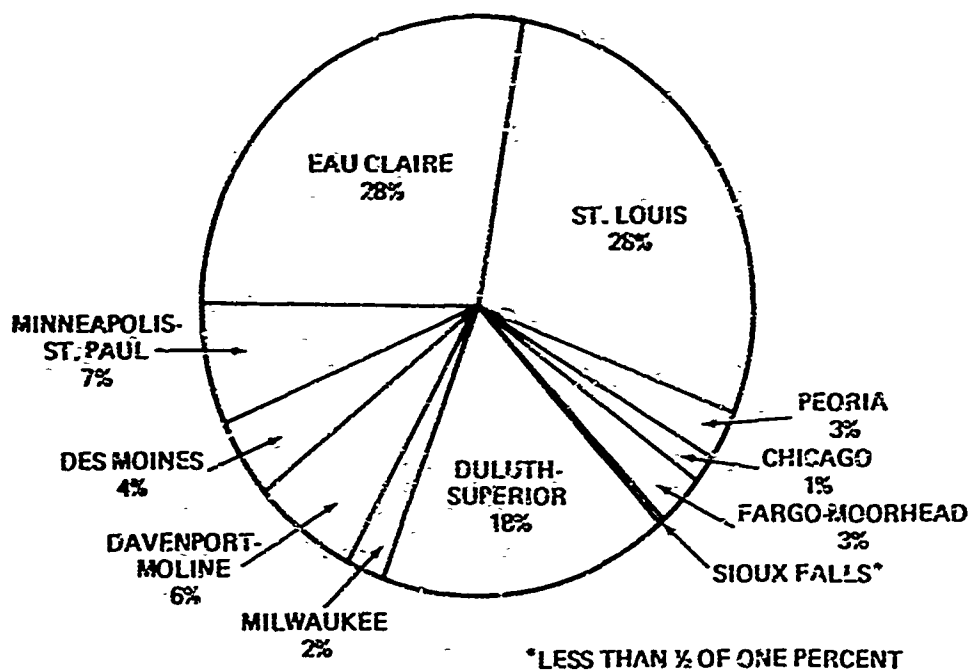 EAU CLAIRE
28%
ST. LOUIS
28%
MINNEAPOLIS-
ST. PAUL
7%
PEORIA
3%
DES MOINES
4%
DULUTH-
SUPERIOR
18%
CHICAGO
1%
FARGO-MOORHEAD
3%
DAVENPORT-
MOLINE
6%
SIOUX FALLS*
MILWAUKEE
2%
*LESS THAN ½ OF ONE PERCENT